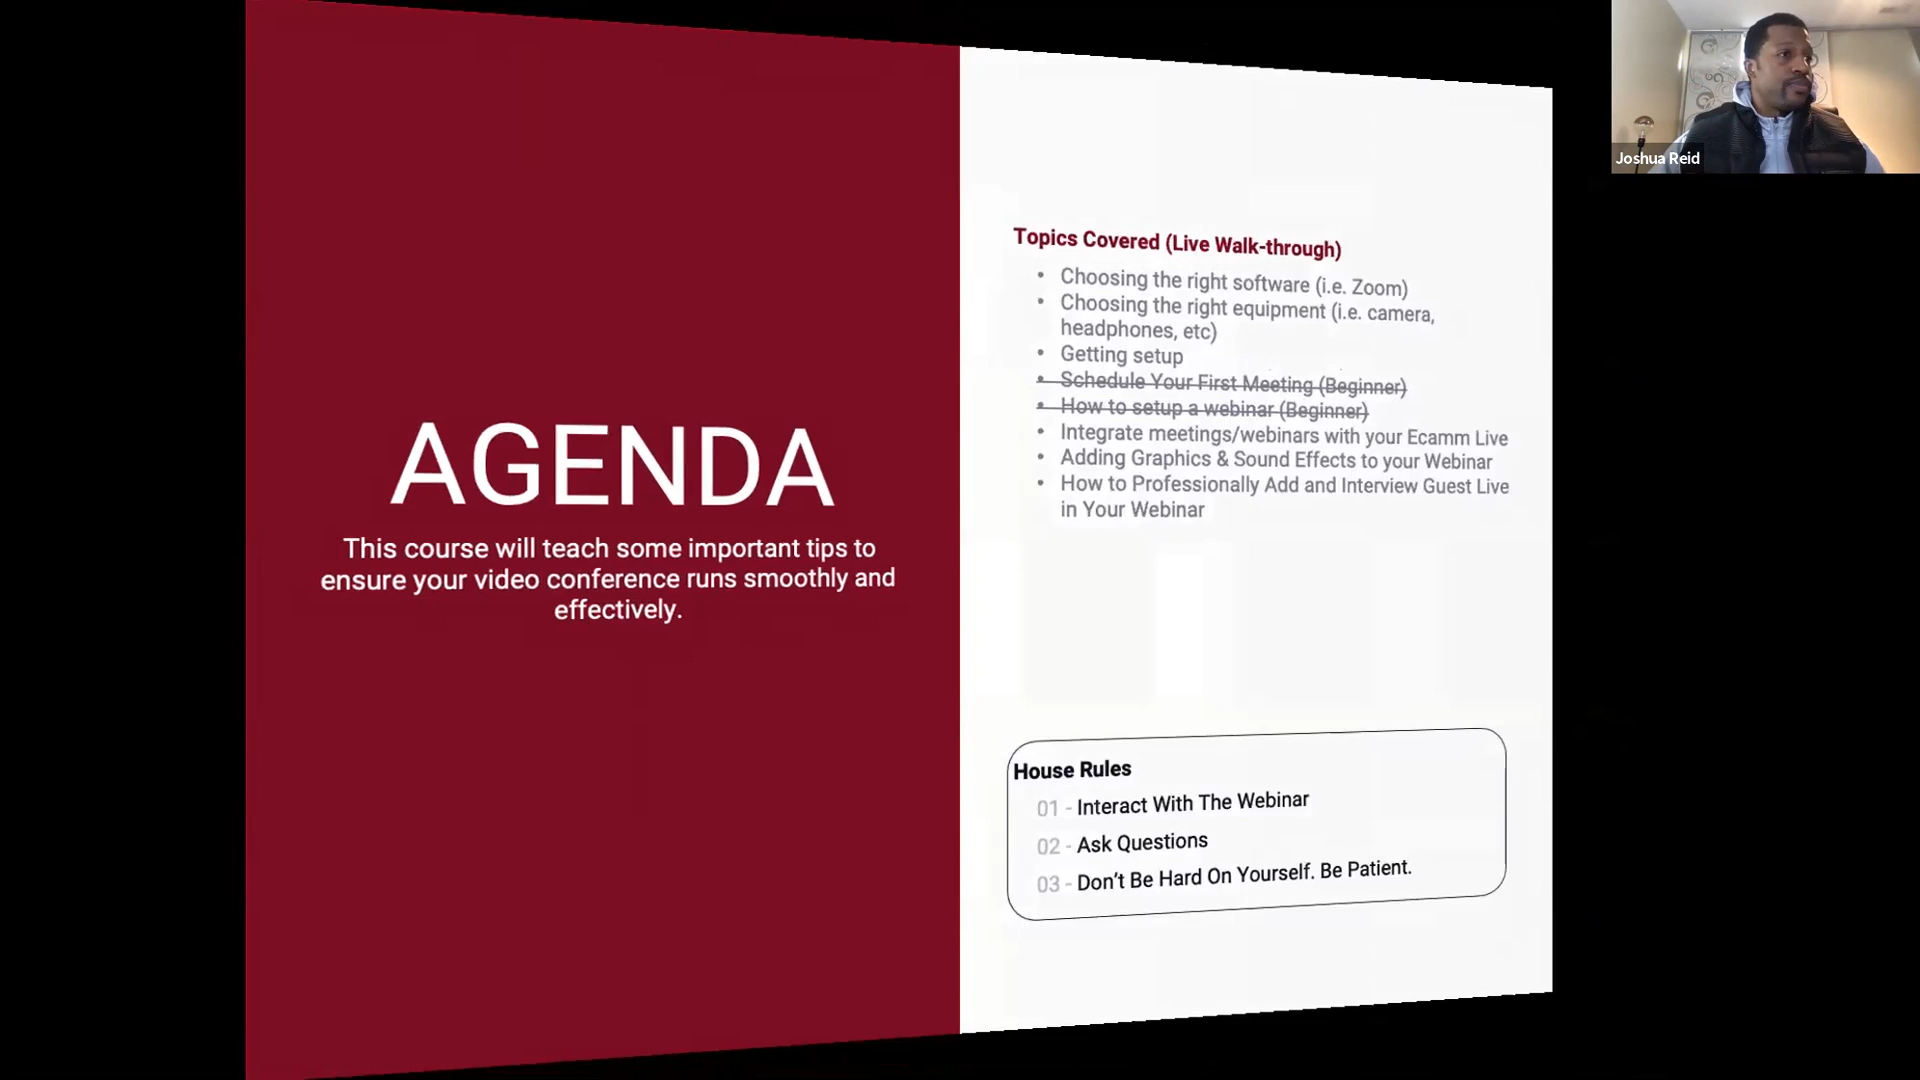 AGENDA
This course will teach some important tips to
ensure your video conference runs smoothly and
effectively.
Topics Covered (Live Walk-through)
• Choosing the right software (i.e. Zoom)
• Choosing the right equipment (i.e. camera,
headphones, etc)
• Getting setup
• Schedule Your First Meeting (Beginner)
• How to setup a webinar (Beginner)
• Integrate meetings/webinars with your Ecamm Live
• Adding Graphics & Sound Effects to your Webinar
• How to Professionally Add and Interview Guest Live
in Your Webinar
House Rules
01 - Interact With The Webinar
02 - Ask Questions
03 - Don't Be Hard On Yourself. Be Patient.
Joshua Reid